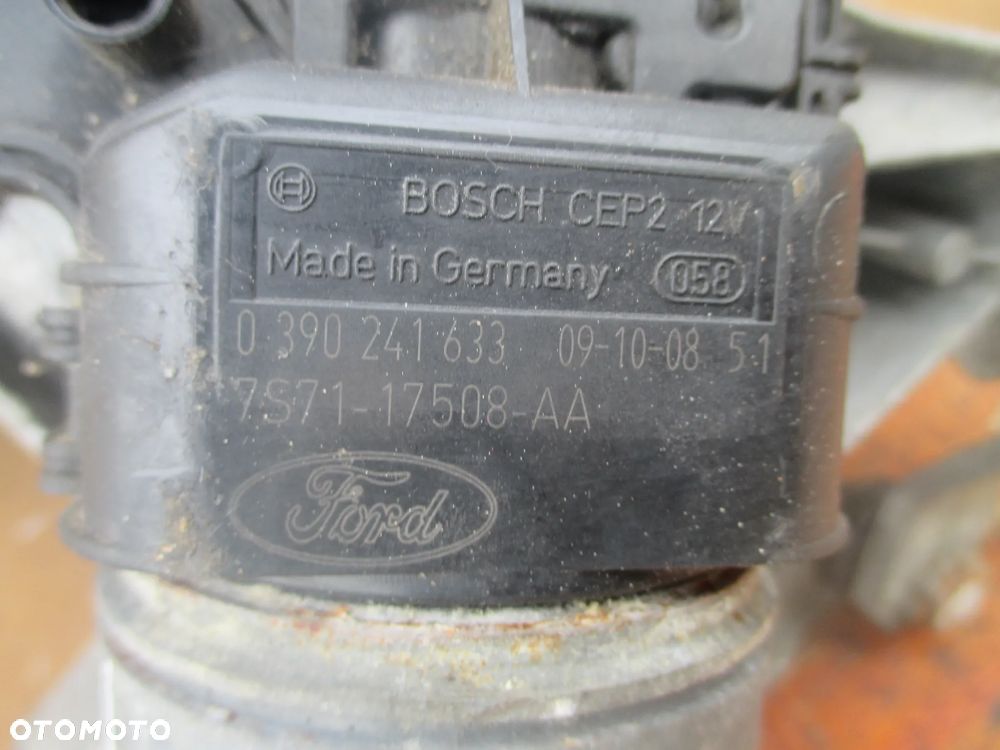 BOSCH CEP2 12V
Made in Germany 058
0 390 241 633 09-10-08 51
7S71-17508-AA
Ford
OTOMOTO